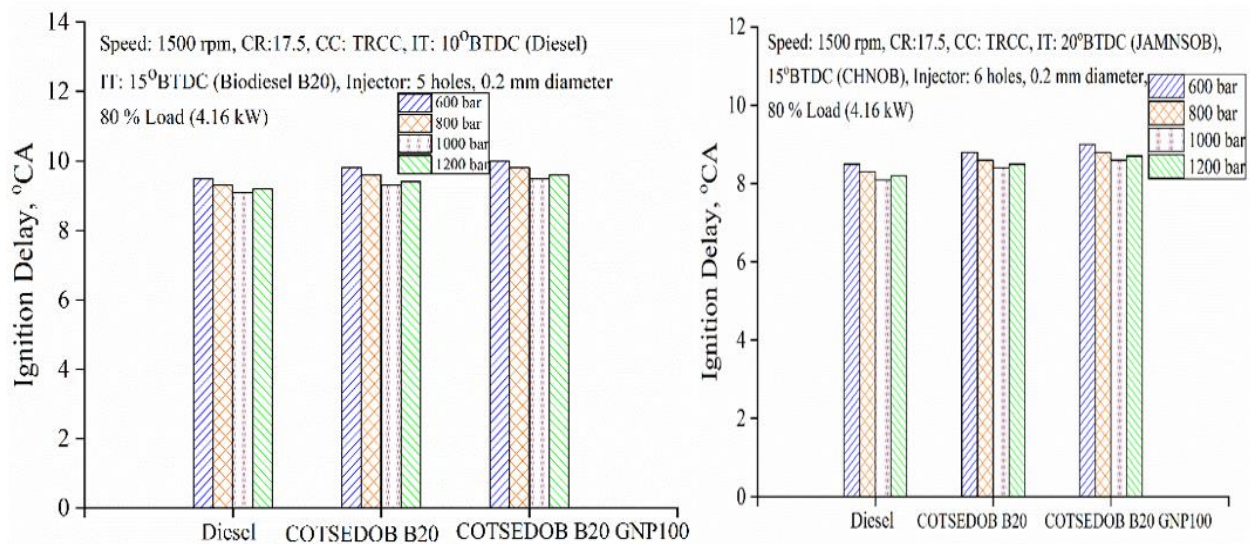 14
12
10
8
6
4
2
0
Ignition Delay, °CA
Speed: 1500 rpm, CR:17.5, CC: TRCC, IT: 10⁰BTDC (Diesel)
IT: 15⁰BTDC (Biodiesel B20), Injector: 5 holes, 0.2 mm diameter
80 % Load (4.16 kW)
600 bar
800 bar
1000 bar
1200 bar
Diesel
COTSEDOB B20
COTSEDOB B20 GNP100
12
10
8
6
4
2
0
Ignition Delay, °CA
Speed: 1500 rpm, CR:17.5, CC: TRCC, IT: 20°BTDC (JAMNSOB),
15°BTDC (CHNOB), Injector: 6 holes, 0.2 mm diameter,
80 % Load (4.16 kW)
600 bar
800 bar
1000 bar
1200 bar
Diesel
COTSEDOB B20
COTSEDOB B20 GNP100